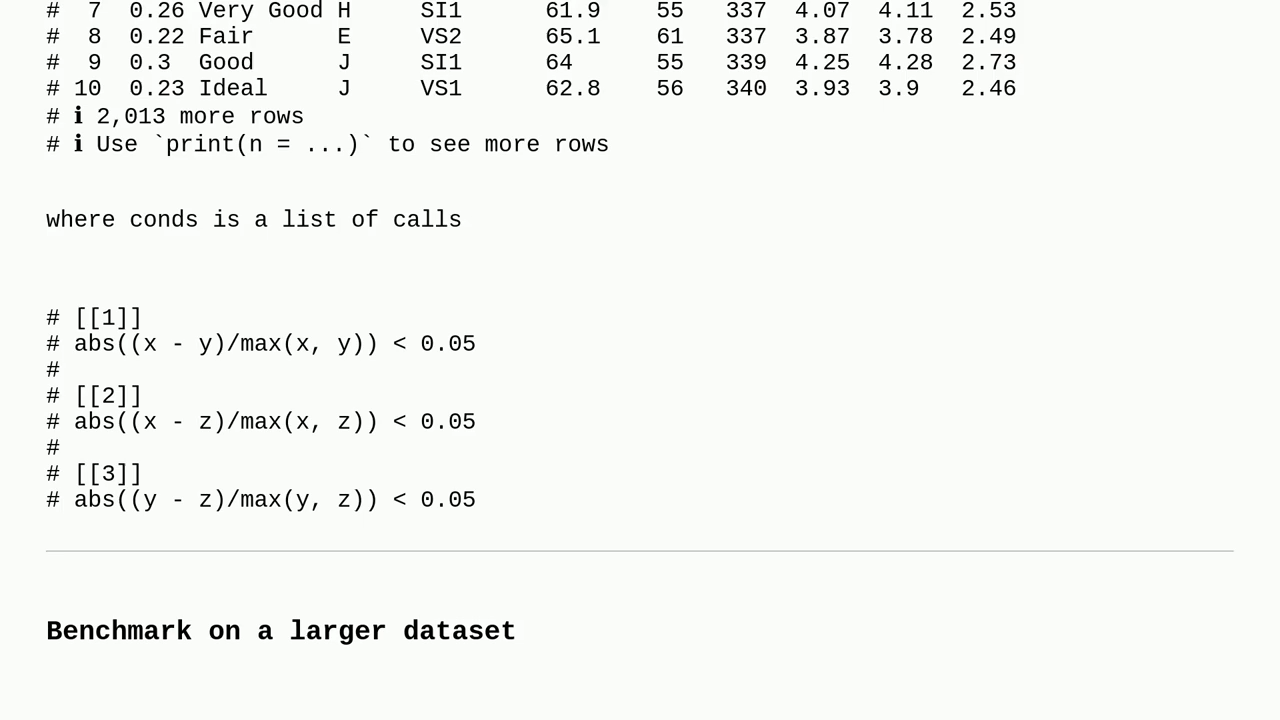 #  7  0.26 Very Good H     SI1      61.9    55   337  4.07  4.11  2.53
#  8  0.22 Fair      E     VS2      65.1    61   337  3.87  3.78  2.49
#  9  0.3  Good      J     SI1      64      55   339  4.25  4.28  2.73
# 10  0.23 Ideal     J     VS1      62.8    56   340  3.93  3.9   2.46
# ℹ 2,013 more rows
# ℹ Use `print(n = ...)` to see more rows
where conds is a list of calls
# [[1]]
# abs((x - y)/max(x, y)) < 0.05
#
# [[2]]
# abs((x - z)/max(x, z)) < 0.05
#
# [[3]]
# abs((y - z)/max(y, z)) < 0.05
Benchmark on a larger dataset